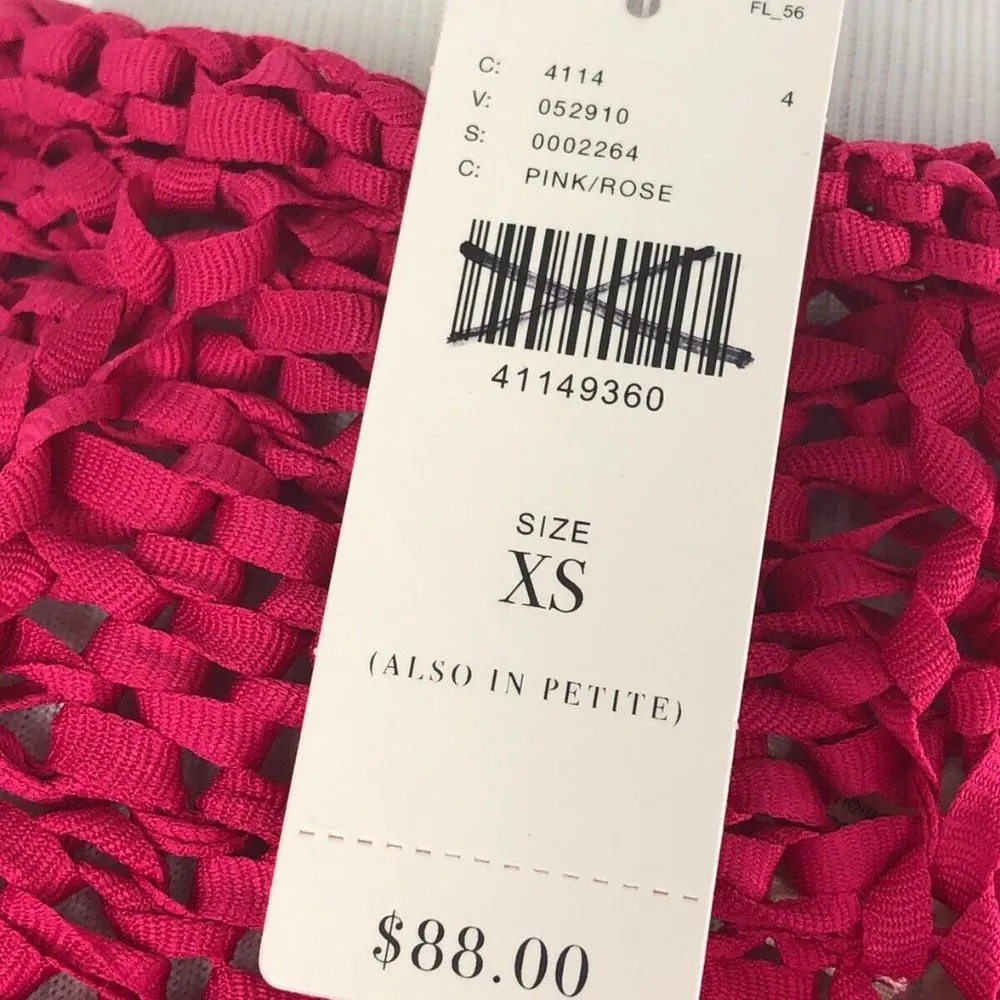 FL_56
C: 4114 4
V: 052910
S: 0002264
C: PINK/ROSE
41149360
SIZE
XS
(ALSO IN PETITE)
$88.00